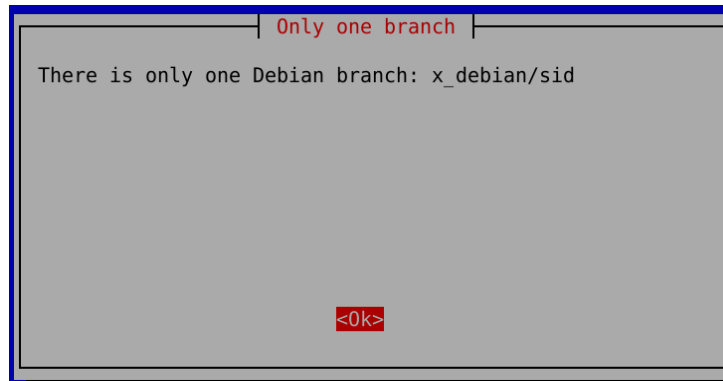 Only one branch
There is only one Debian branch: x_debian/sid
<Ok>